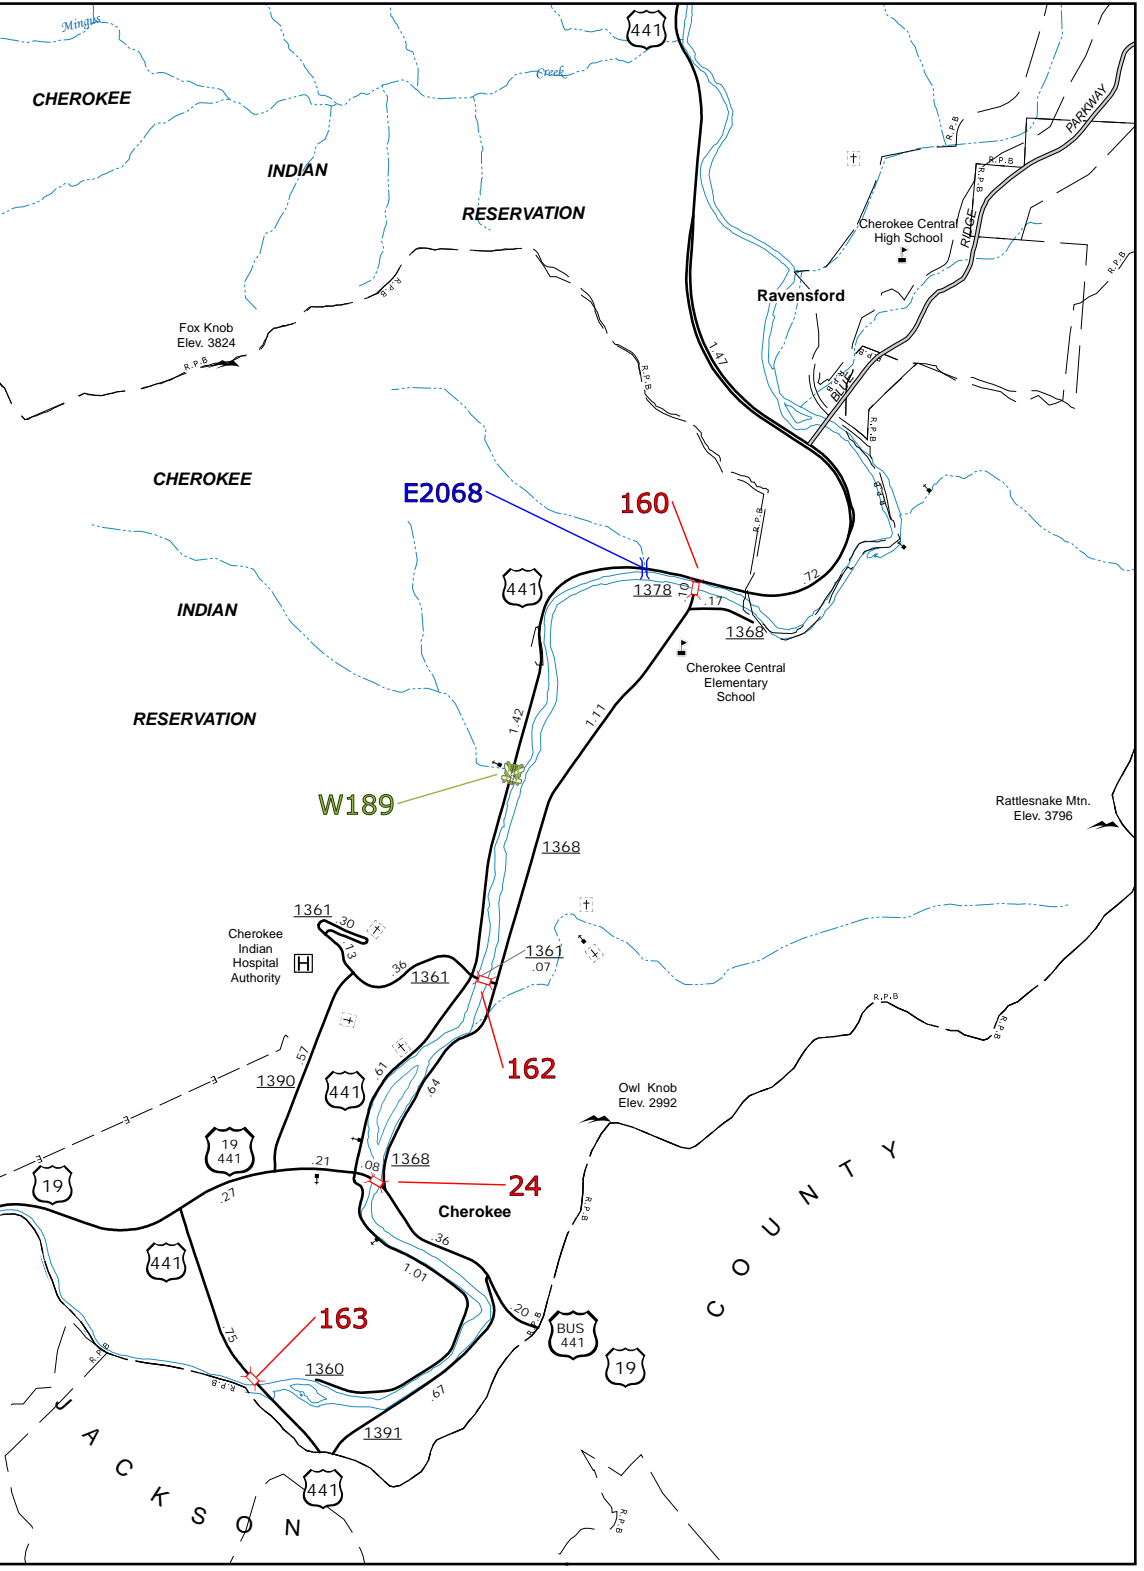 Mingus
441
Creek
CHEROKEE
PARKWAY
R.P.B
R.P.B
R.P.B
INDIAN
RESERVATION
Cherokee Central
High School
RIDGE
R.P.B
R.P.B
Ravensford
Fox Knob
Elev. 3824
R.P.B
1.47
R.P.B
R.P.B
BLUE
R.P.B
R.P.B
CHEROKEE
E2068
160
R.P.B
R.P.B
441
1378
.10
.17
.72
INDIAN
1368
Cherokee Central
Elementary
School
RESERVATION
1.42
1.11
W189
Rattlesnake Mtn.
Elev. 3796
1368
1361
.30
Cherokee
Indian
Hospital
Authority
H
.13
.36
1361
1361
.07
R.P.B
R.P.B
.57
1390
441
.61
.64
162
Owl Knob
Elev. 2992
E
E
E
19
441
.21
.08
1368
19
.27
24
Cherokee
R.P.B
COUNTY
441
.36
1.01
.20
R.P.B
BUS
441
163
.75
1360
19
R.P.B
R.P.B
.67
1391
441
JACKSON
R.P.B